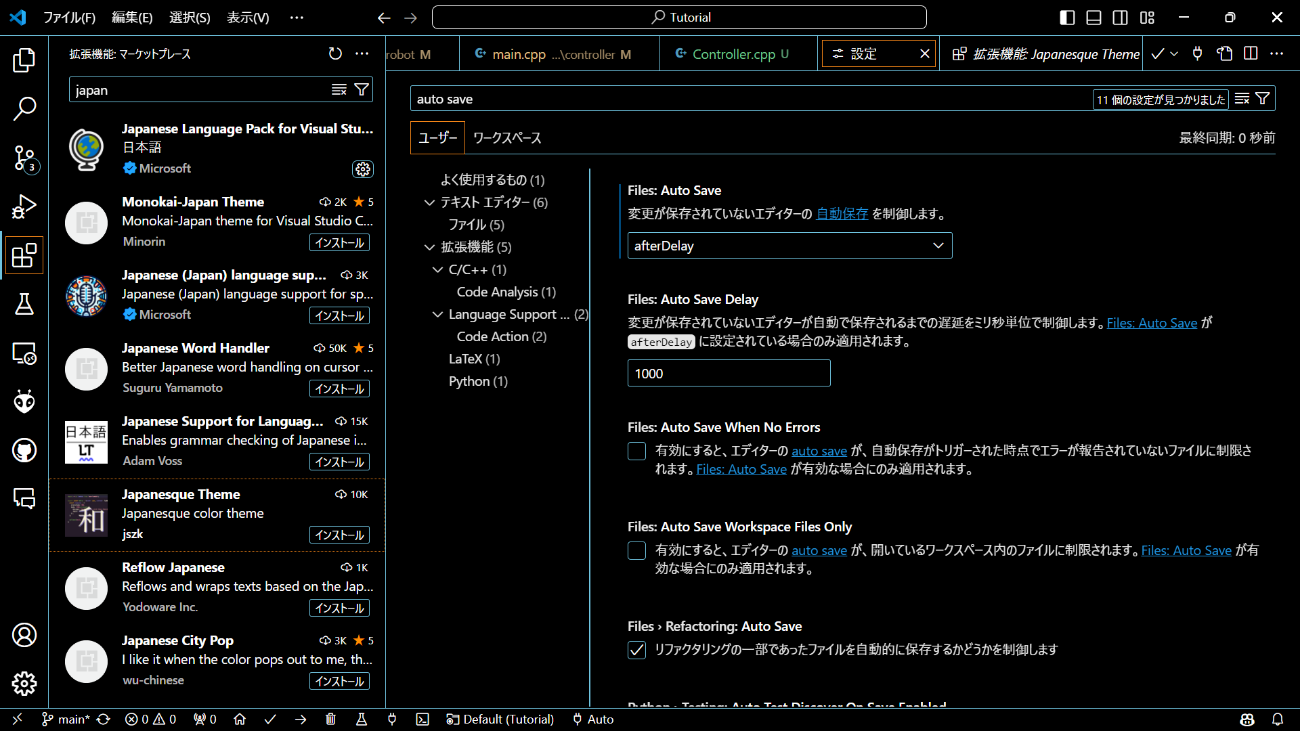 ファイル(F) 編集(E) 選択(S) 表示(V) ···
Tutorial
拡張機能: マーケットプレース
japan
Japanese Language Pack for Visual Stu...
日本語
Microsoft
Monokai-Japan Theme 2K 5
Monokai-Japan theme for Visual Studio C...
Minorin インストール
Japanese (Japan) language sup... 3K
Japanese (Japan) language support for sp...
Microsoft インストール
Japanese Word Handler 50K 5
Better Japanese word handling on cursor ...
Suguru Yamamoto インストール
日本語
LT
Japanese Support for Languag... 15K
Enables grammar checking of Japanese i...
Adam Voss インストール
和
Japanesque Theme 10K
Japanesque color theme
jszk インストール
Reflow Japanese 1K
Reflows and wraps texts based on the Jap...
Yodoware Inc. インストール
Japanese City Pop 3K 5
I like it when the color pops out to me, th...
wu-chinese インストール
3
robot M
main.cpp ...\controller M
Controller.cpp U
設定
拡張機能: Japanesque Theme
auto save
11 個の設定が見つかりました
ユーザー ワークスペース
最終同期: 0 秒前
よく使用するもの (1)
テキスト エディター (6)
ファイル (5)
拡張機能 (5)
C/C++ (1)
Code Analysis (1)
Language Support ... (2)
Code Action (2)
LaTeX (1)
Python (1)
Files: Auto Save
変更が保存されていないエディターの 自動保存 を制御します。
afterDelay
Files: Auto Save Delay
変更が保存されていないエディターが自動で保存されるまでの遅延をミリ秒単位で制御します。Files: Auto Save が
afterDelay に設定されている場合のみ適用されます。
1000
Files: Auto Save When No Errors
有効にすると、エディターの auto save が、自動保存がトリガーされた時点でエラーが報告されていないファイルに制限さ
れます。Files: Auto Save が有効な場合にのみ適用されます。
Files: Auto Save Workspace Files Only
有効にすると、エディターの auto save が、開いているワークスペース内のファイルに制限されます。Files: Auto Save が有
効な場合にのみ適用されます。
Files › Refactoring: Auto Save
リファクタリングの一部であったファイルを自動的に保存するかどうかを制御します
Python › Testing: Auto Test Discover On Save Enabled
main* 0 0 0 Default (Tutorial) Auto